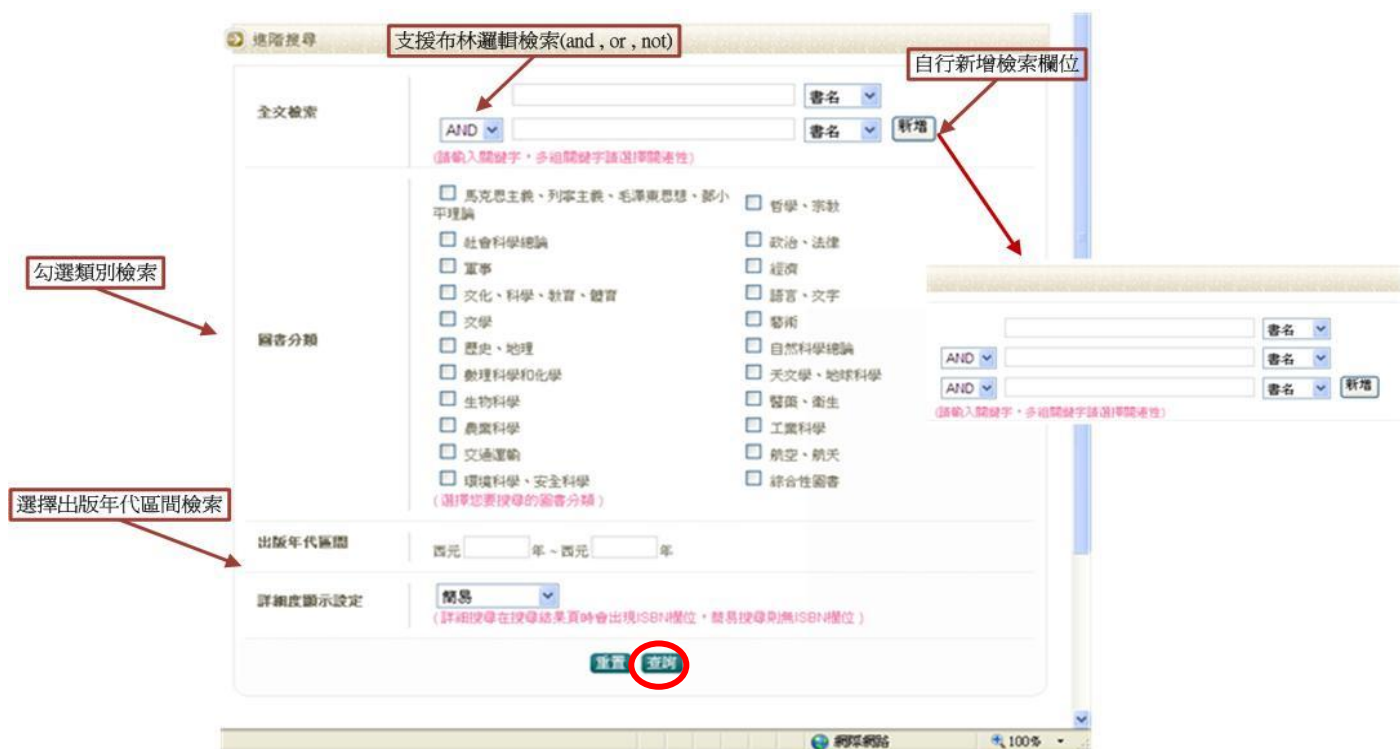 進階搜尋
支援布林邏輯檢索(and , or , not)
自行新增檢索欄位
全文檢索
書名
AND
書名
新增
(請輸入關鍵字，多組關鍵字請選擇關連性)
勾選類別檢索
圖書分類
馬克思主義、列寧主義、毛澤東思想、鄧小
平理論
哲學、宗教
社會科學總論
政治、法律
軍事
經濟
文化、科學、教育、體育
語言、文字
文學
藝術
歷史、地理
自然科學總論
數理科學和化學
天文學、地球科學
生物科學
醫藥、衛生
農業科學
工業科學
交通運輸
航空、航天
環境科學、安全科學
綜合性圖書
(選擇您要搜尋的圖書分類)
書名
AND
書名
AND
書名
新增
(請輸入關鍵字，多組關鍵字請選擇關連性)
選擇出版年代區間檢索
出版年代區間
西元 年 ~ 西元 年
詳細度顯示設定
簡易
(詳細搜尋在搜尋結果頁時會出現ISBN欄位，簡易搜尋則無ISBN欄位)
重置
查詢
網際網路
100%